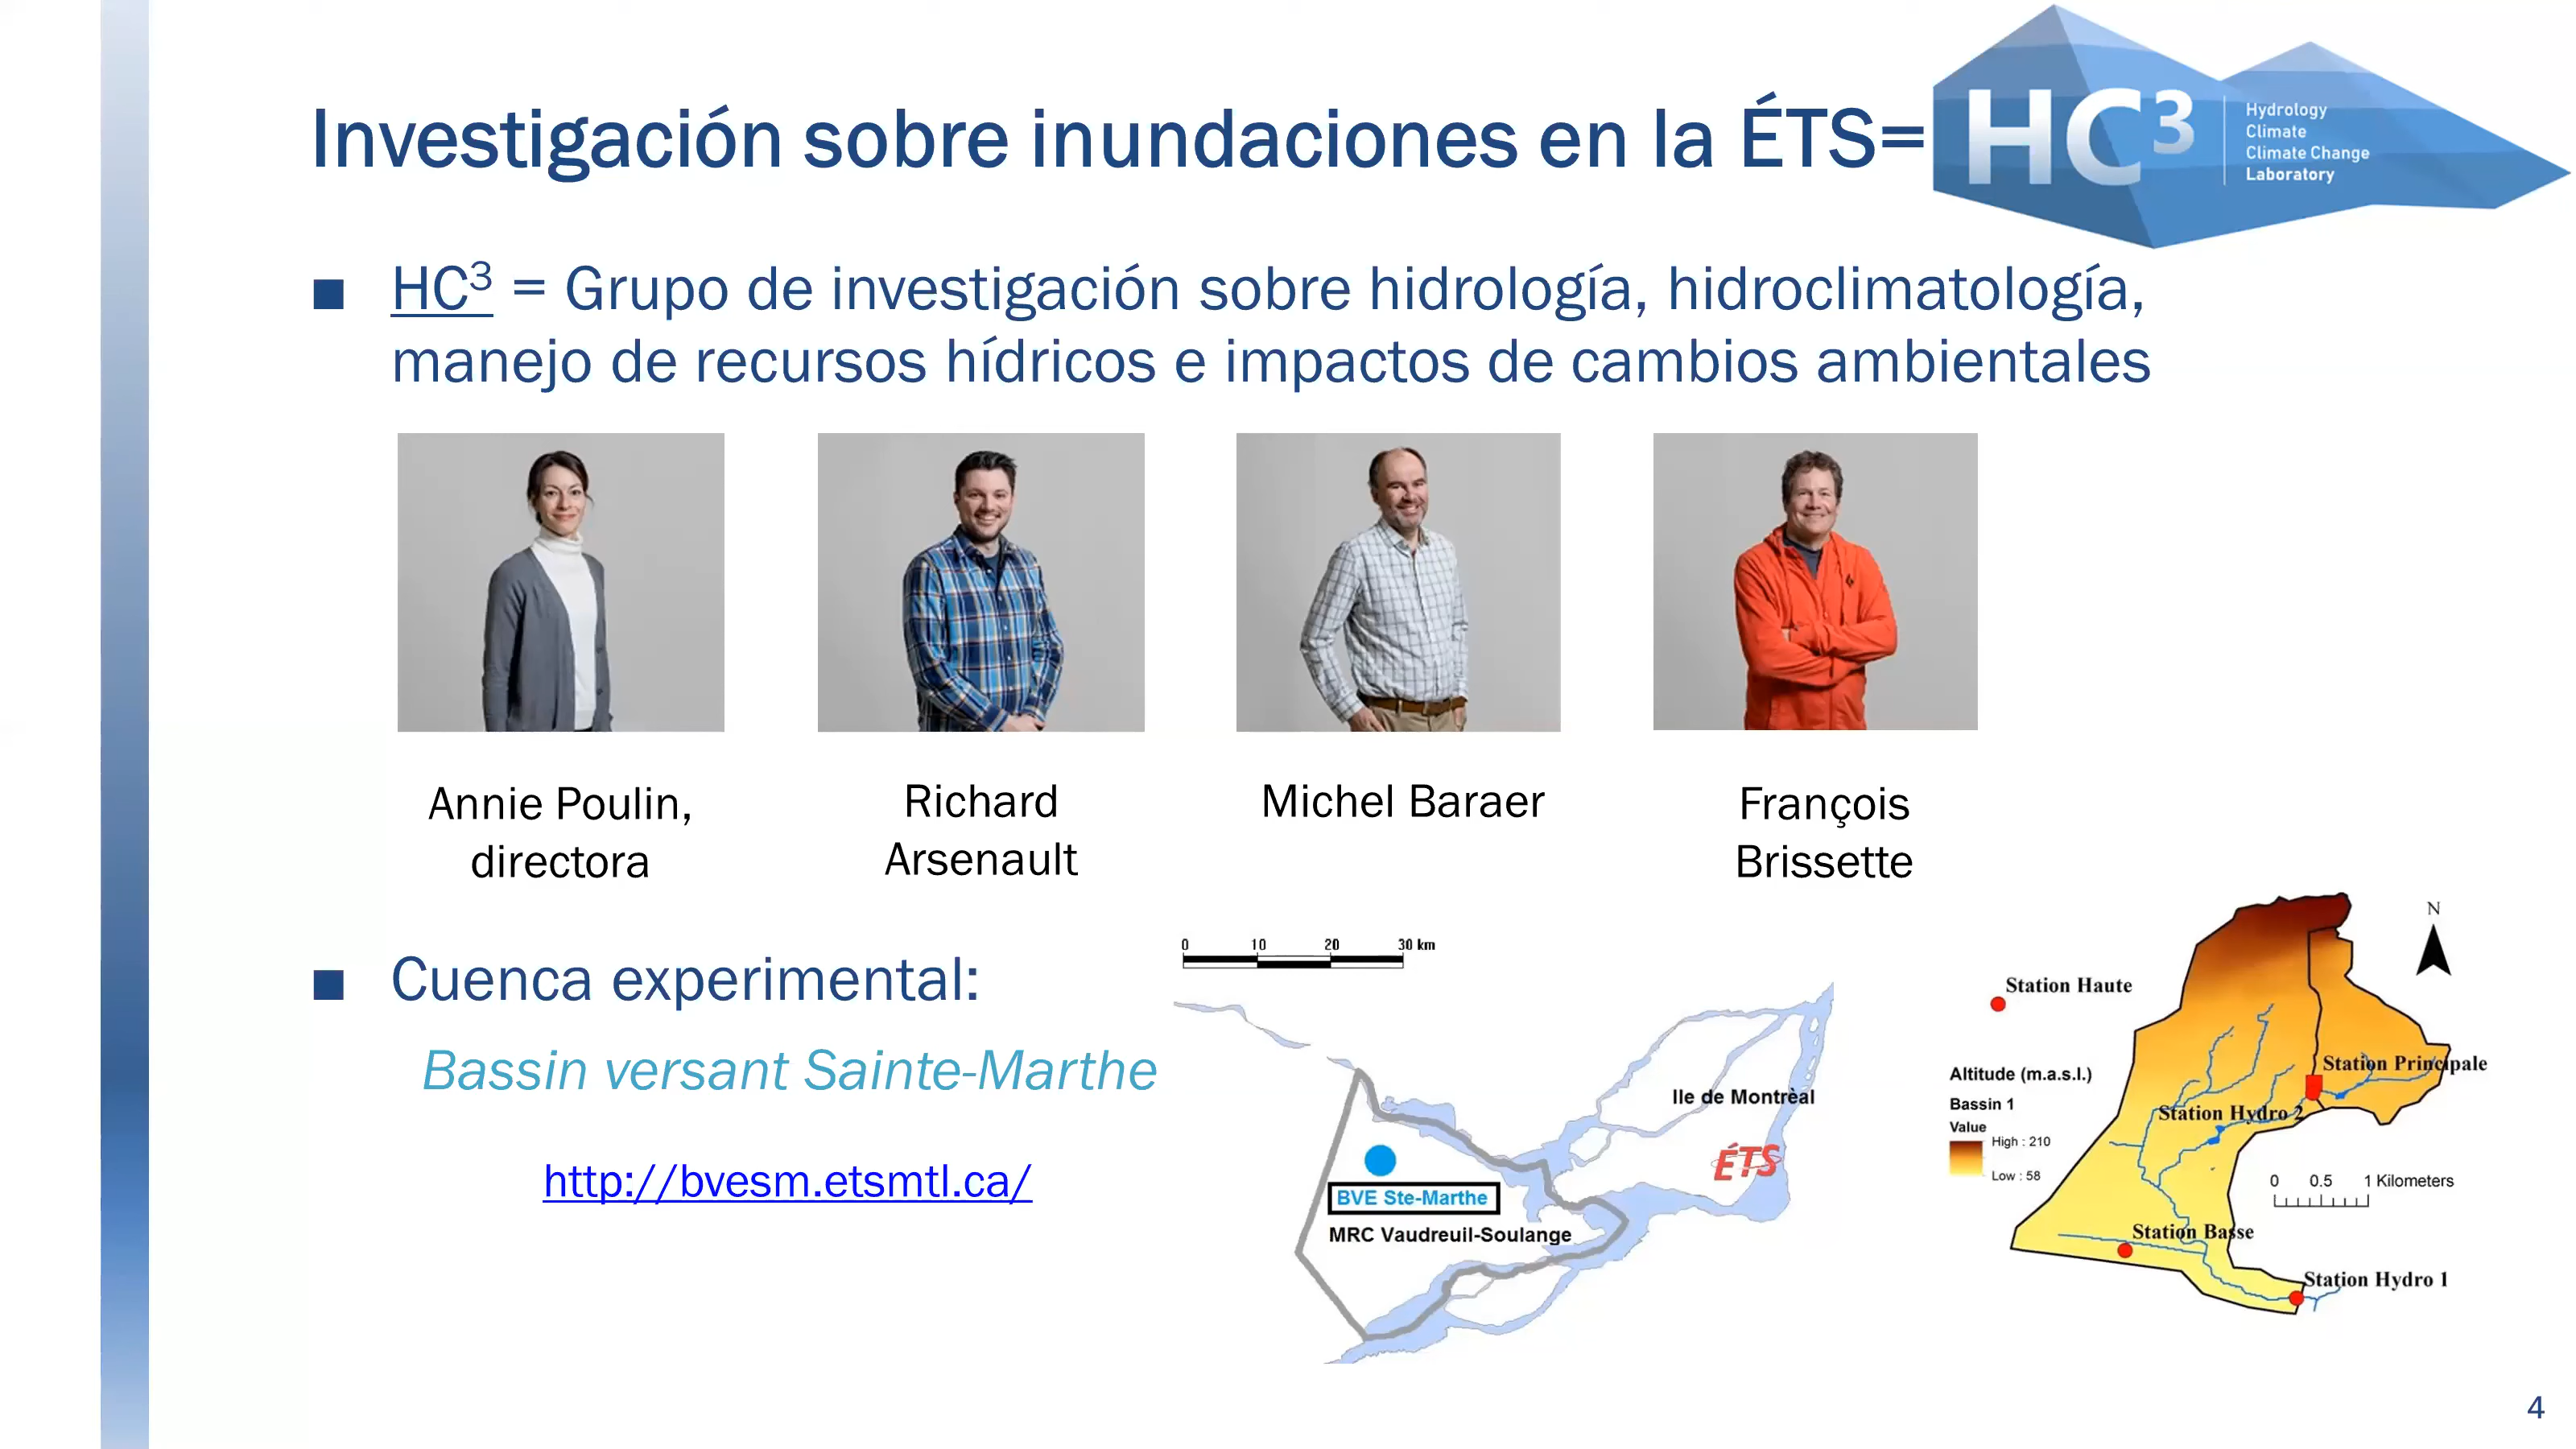 Investigación sobre inundaciones en la ÉTS=
HC³
Hydrology
Climate
Climate Change
Laboratory
■ HC³ = Grupo de investigación sobre hidrología, hidroclimatología,
manejo de recursos hídricos e impactos de cambios ambientales
Annie Poulin,
directora
Richard
Arsenault
Michel Baraer
François
Brissette
■ Cuenca experimental:
Bassin versant Sainte-Marthe
http://bvesm.etsmtl.ca/
0 10 20 30 km
Ile de Montrèal
ÉTS
BVE Ste-Marthe
MRC Vaudreuil-Soulange
N
Station Haute
Altitude (m.a.s.l.)
Bassin 1
Value
High : 210
Low : 58
Station Principale
Station Hydro 2
0 0.5 1 Kilometers
Station Basse
Station Hydro 1
4